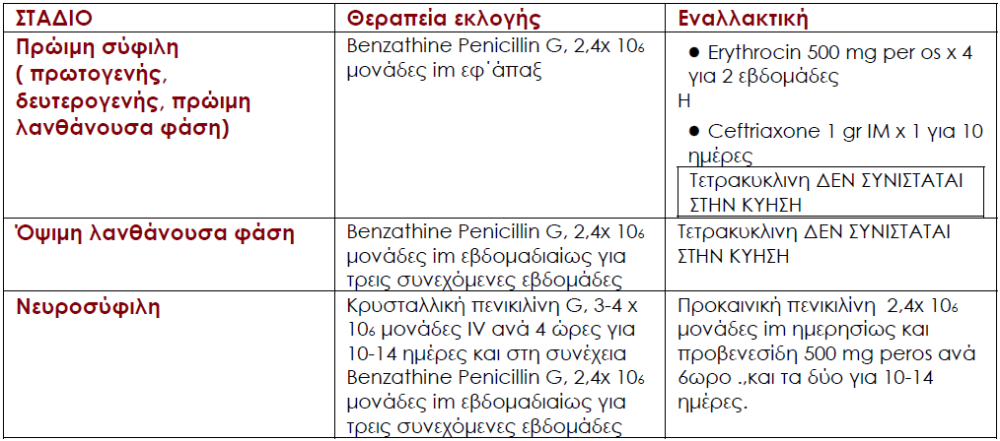 ΣΤΑΔΙΟ
Θεραπεία εκλογής
Εναλλακτική
Πρώιμη σύφιλη
( πρωτογενής,
δευτερογενής, πρώιμη
λανθάνουσα φάση)
Benzathine Penicillin G, 2,4x 10₆
μονάδες im εφ΄άπαξ
● Erythrocin 500 mg per os x 4
για 2 εβδομάδες
Η
● Ceftriaxone 1 gr IM x 1 για 10
ημέρες
Τετρακυκλινη ΔΕΝ ΣΥΝΙΣΤΑΤΑΙ
ΣΤΗΝ ΚΥΗΣΗ
Όψιμη λανθάνουσα φάση
Benzathine Penicillin G, 2,4x 10₆
μονάδες im εβδομαδιαίως για
τρεις συνεχόμενες εβδομάδες
Τετρακυκλινη ΔΕΝ ΣΥΝΙΣΤΑΤΑΙ
ΣΤΗΝ ΚΥΗΣΗ
Νευροσύφιλη
Κρυσταλλική πενικιλίνη G, 3-4 x
10₆ μονάδες IV ανά 4 ώρες για
10-14 ημέρες και στη συνέχεια
Benzathine Penicillin G, 2,4x 10₆
μονάδες im εβδομαδιαίως για
τρεις συνεχόμενες εβδομάδες
Προκαινική πενικιλίνη 2,4x 10₆
μονάδες im ημερησίως και
προβενεσίδη 500 mg peros ανά
6ωρο .,και τα δύο για 10-14
ημέρες.